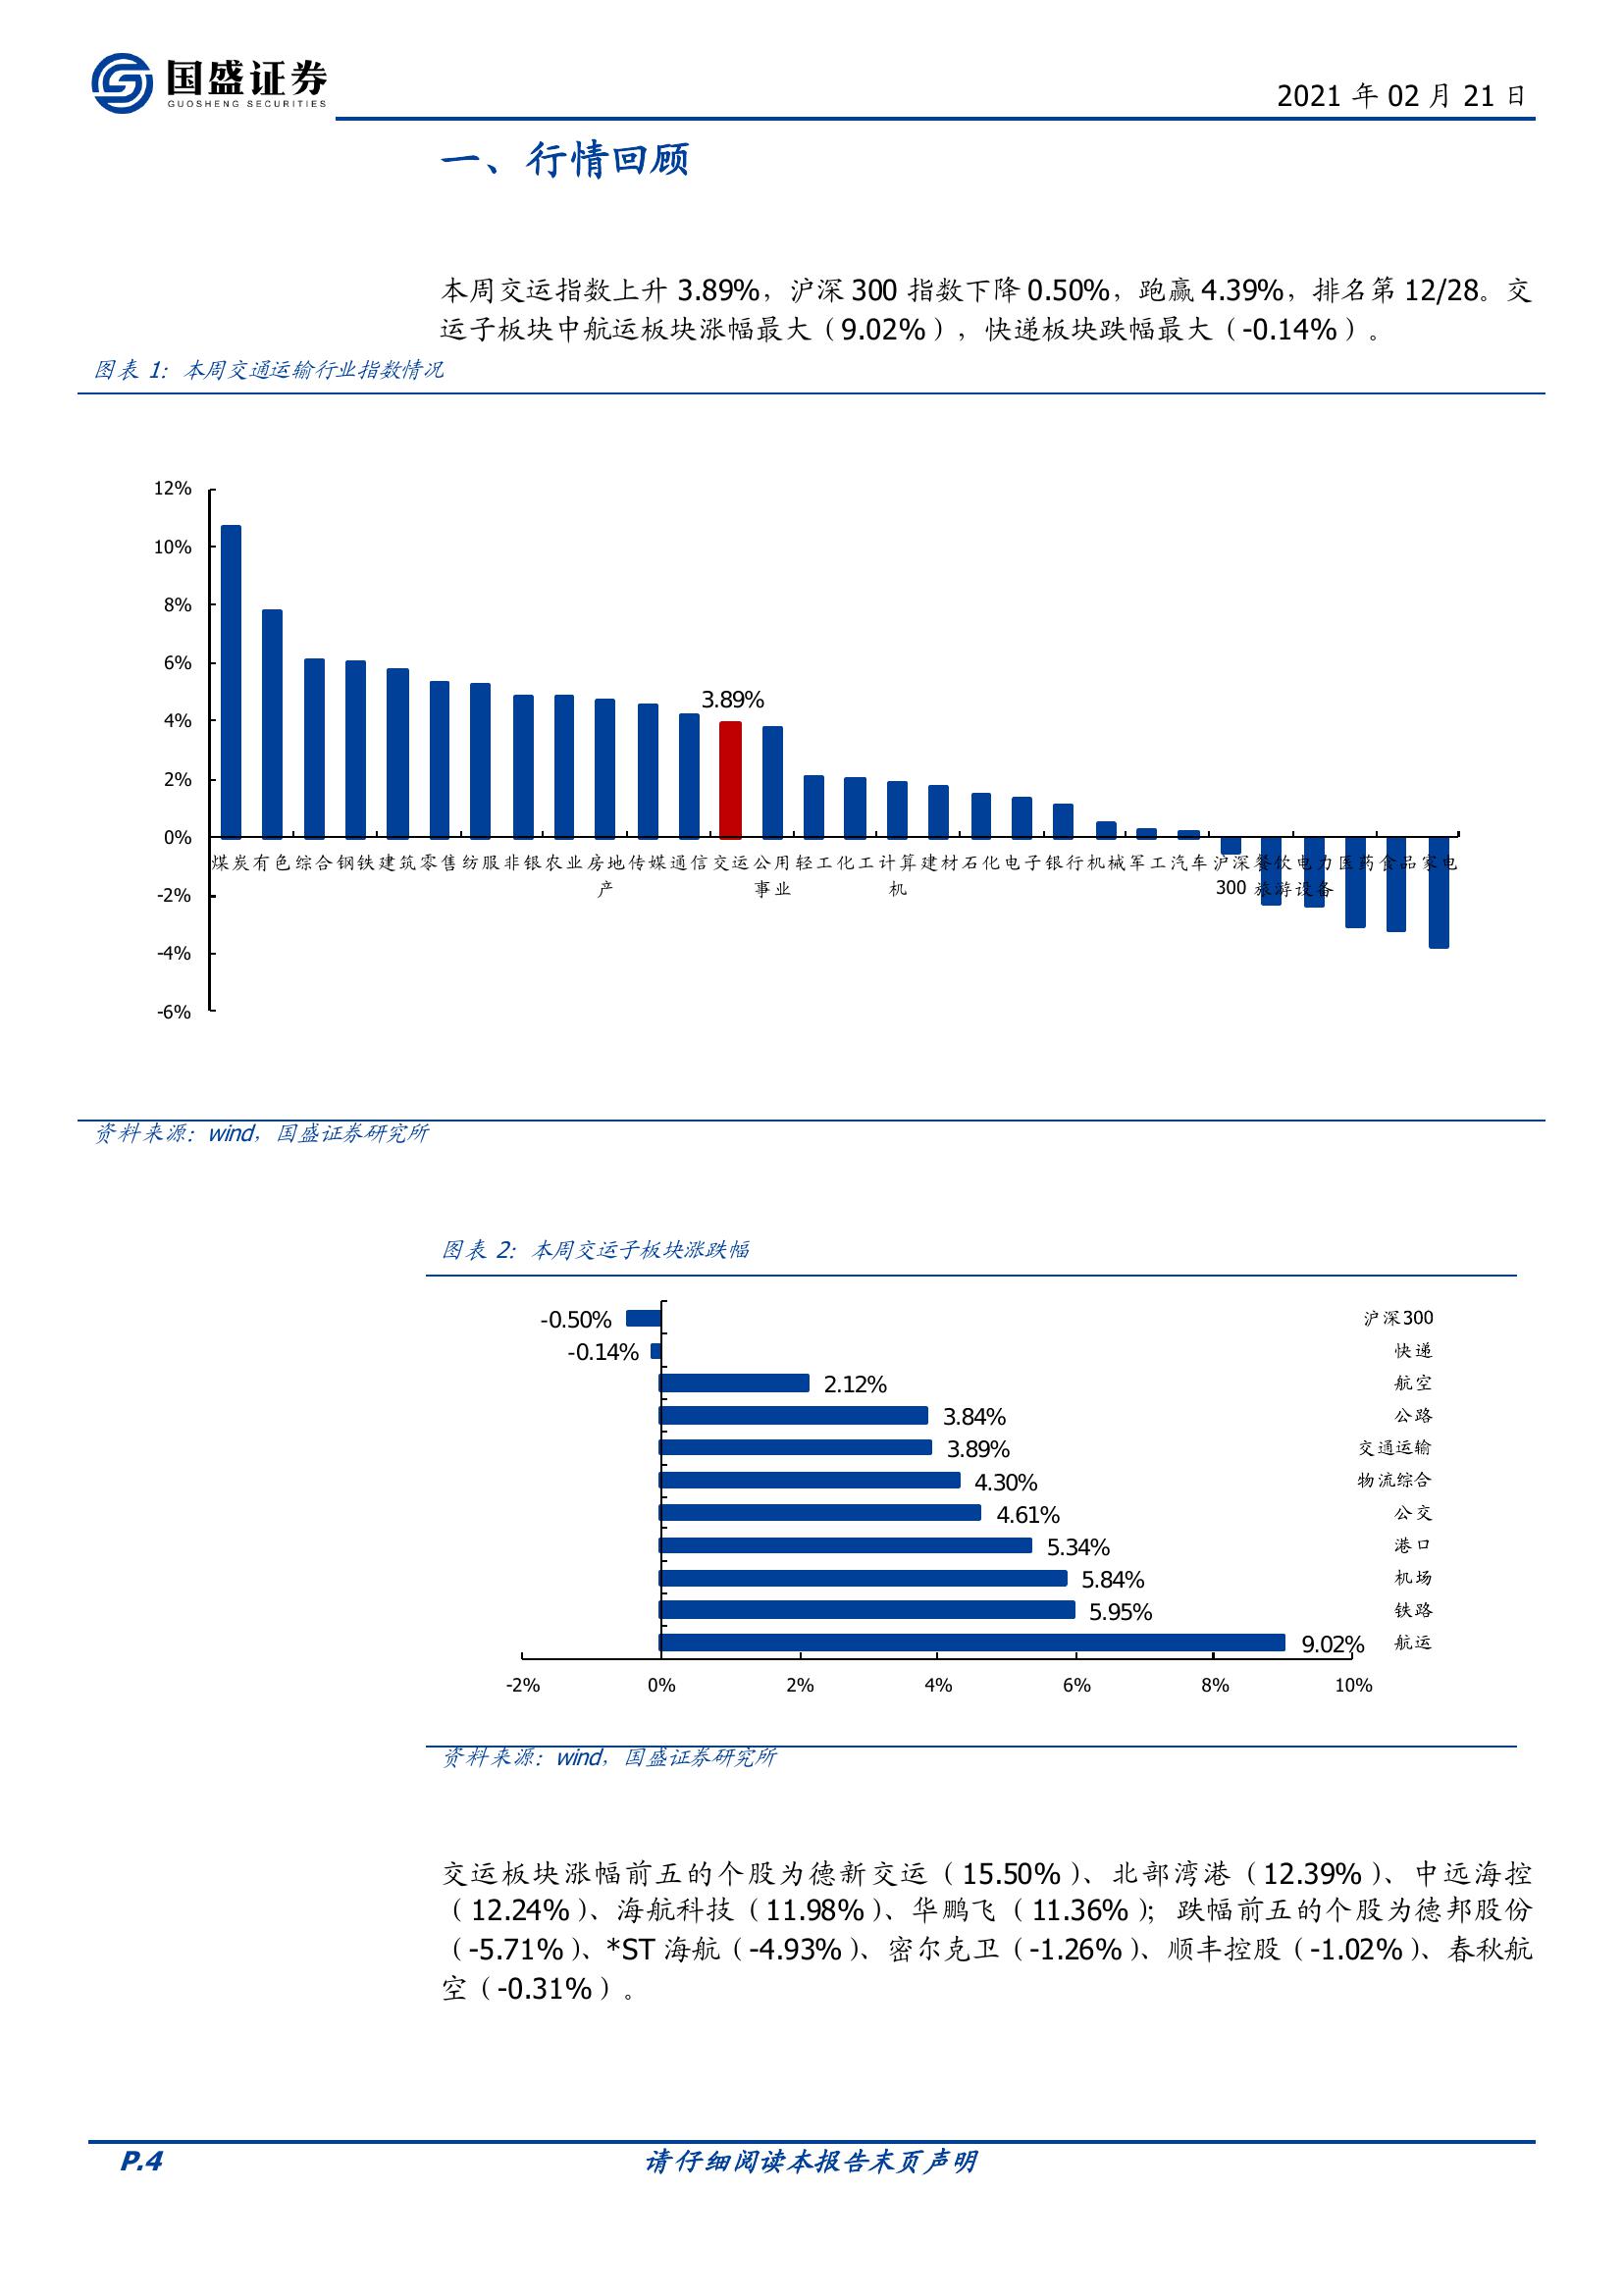 国盛证券
GUOSHENG SECURITIES
2021 年 02 月 21 日
一、行情回顾
本周交运指数上升 3.89%，沪深 300 指数下降 0.50%，跑赢 4.39%，排名第 12/28。交
运子板块中航运板块涨幅最大（9.02%），快递板块跌幅最大（-0.14%）。
图表 1：本周交通运输行业指数情况
12%
10%
8%
6%
4%
2%
0%
-2%
-4%
-6%
3.89%
煤炭 有色 综合 钢铁 建筑 零售 纺服 非银 农业 房地产 传媒 通信 交运 公用事业 轻工 化工 计算机 建材 石化 电子 银行 机械 军工 汽车 沪深300 餐饮旅游 电力设备 医药 食品 家电
资料来源：wind，国盛证券研究所
图表 2：本周交运子板块涨跌幅
-0.50% 沪深300
-0.14% 快递
2.12% 航空
3.84% 公路
3.89% 交通运输
4.30% 物流综合
4.61% 公交
5.34% 港口
5.84% 机场
5.95% 铁路
9.02% 航运
-2% 0% 2% 4% 6% 8% 10%
资料来源：wind，国盛证券研究所
交运板块涨幅前五的个股为德新交运（15.50%）、北部湾港（12.39%）、中远海控
（12.24%）、海航科技（11.98%）、华鹏飞（11.36%）；跌幅前五的个股为德邦股份
（-5.71%）、*ST 海航（-4.93%）、密尔克卫（-1.26%）、顺丰控股（-1.02%）、春秋航
空（-0.31%）。
P.4
请仔细阅读本报告末页声明